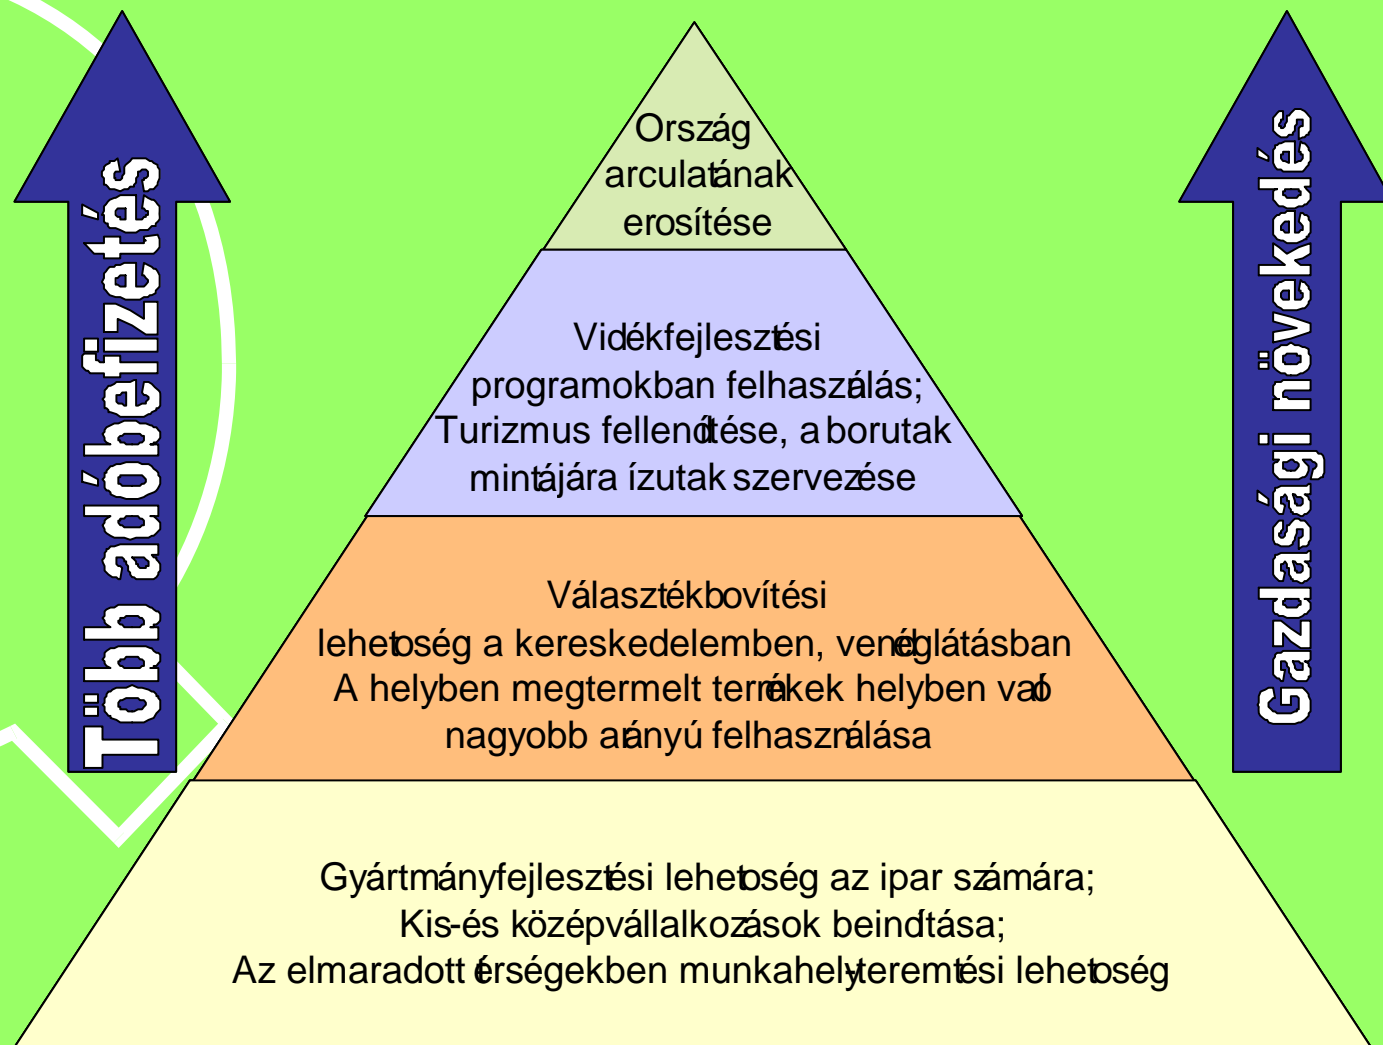 Több adóbefizetés
Ország
arculatának
erosítése
Vidékfejlesztési
programokban felhasználás;
Turizmus fellendítése, a borutak
mintájára ízutak szervezése
Választékbovítési
lehetoség a kereskedelemben, vendéglátásban
A helyben megtermelt termékek helyben való
nagyobb arányú felhasználása
Gyártmányfejlesztési lehetoség az ipar számára;
Kis-és középvállalkozások beindítása;
Az elmaradott térségekben munkahely-teremtési lehetoség
Gazdasági növekedés